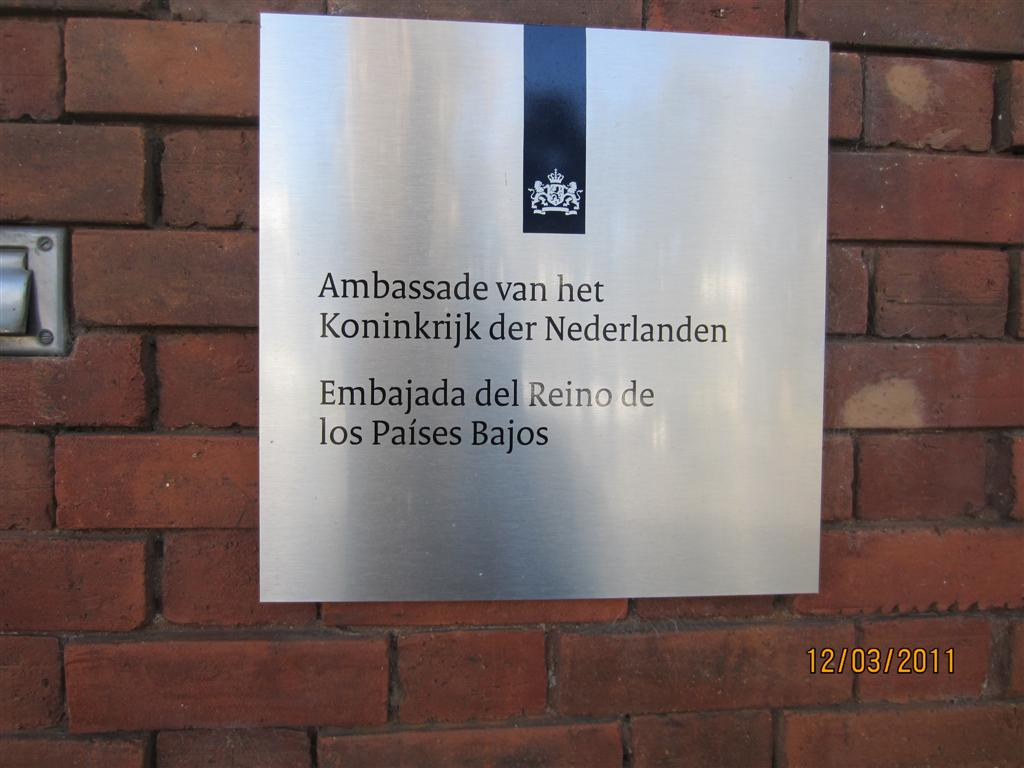 Ambassade van het
Koninkrijk der Nederlanden
Embajada del Reino de
los Países Bajos
12/03/2011